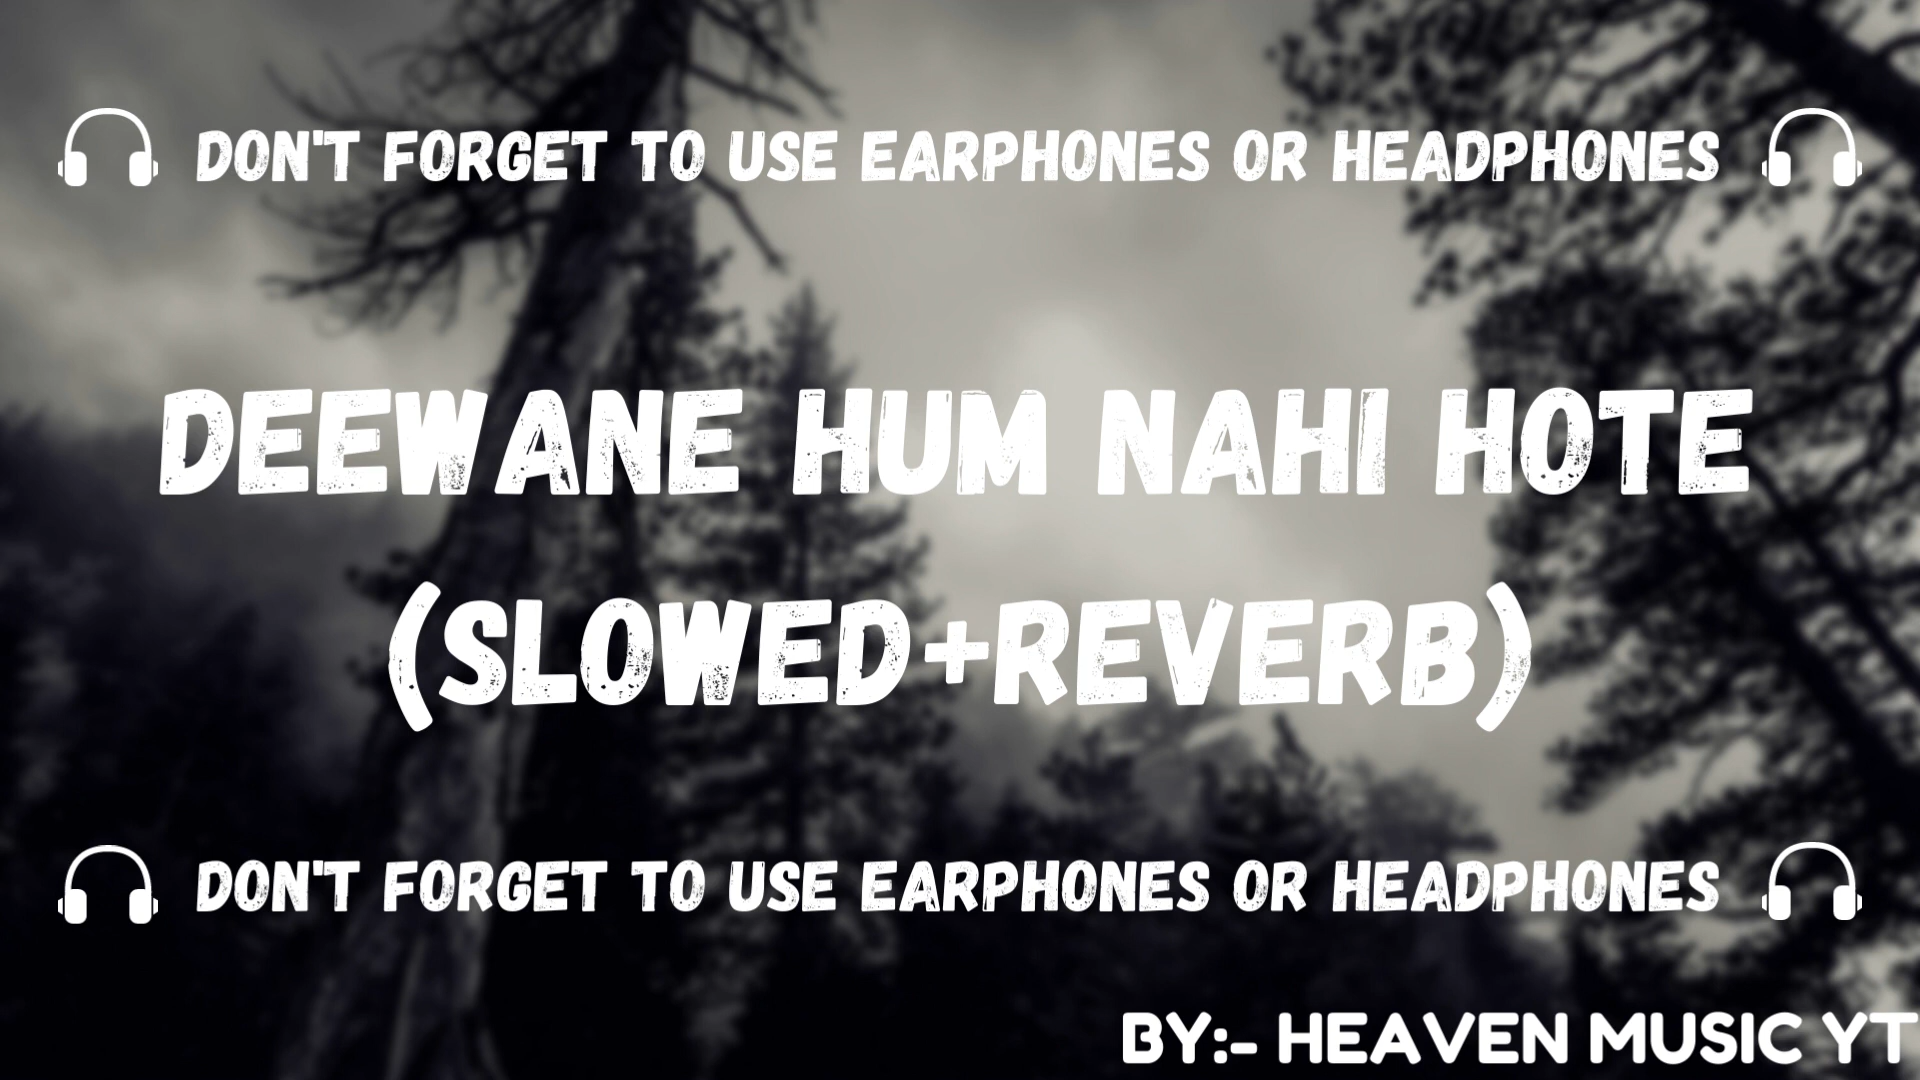 DON'T FORGET TO USE EARPHONES OR HEADPHONES
DEEWANE HUM NAHI HOTE
(SLOWED+REVERB)
DON'T FORGET TO USE EARPHONES OR HEADPHONES
BY:- HEAVEN MUSIC YT